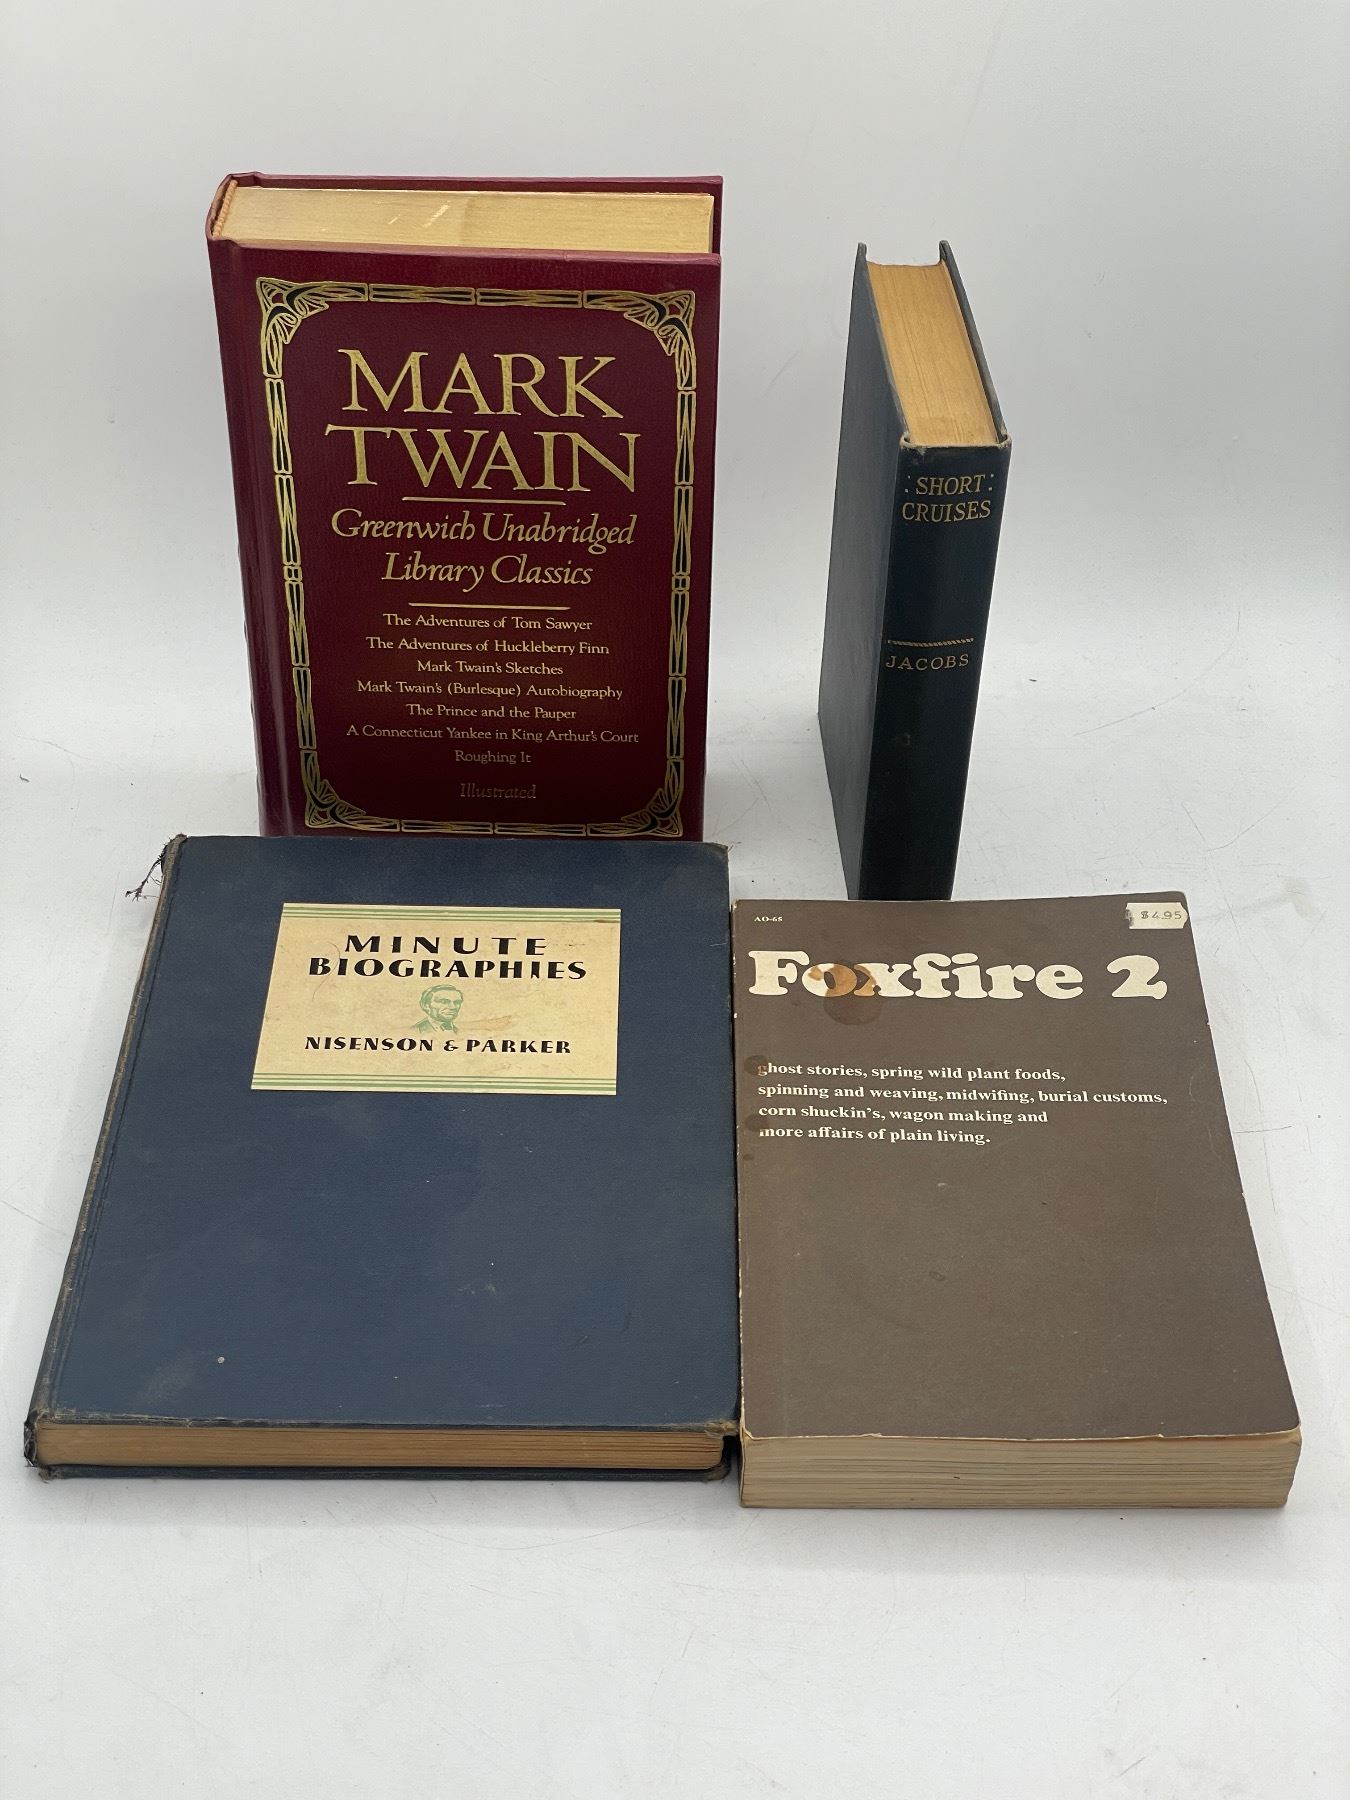 MARK
TWAIN
Greenwich Unabridged
Library Classics
The Adventures of Tom Sawyer
The Adventures of Huckleberry Finn
Mark Twain's Sketches
Mark Twain's (Burlesque) Autobiography
The Prince and the Pauper
A Connecticut Yankee in King Arthur's Court
Roughing It
Illustrated
: SHORT :
CRUISES
JACOBS
MINUTE
BIOGRAPHIES
NISENSON & PARKER
AO-65
$4.95
Foxfire 2
ghost stories, spring wild plant foods,
spinning and weaving, midwifing, burial customs,
corn shuckin's, wagon making and
more affairs of plain living.